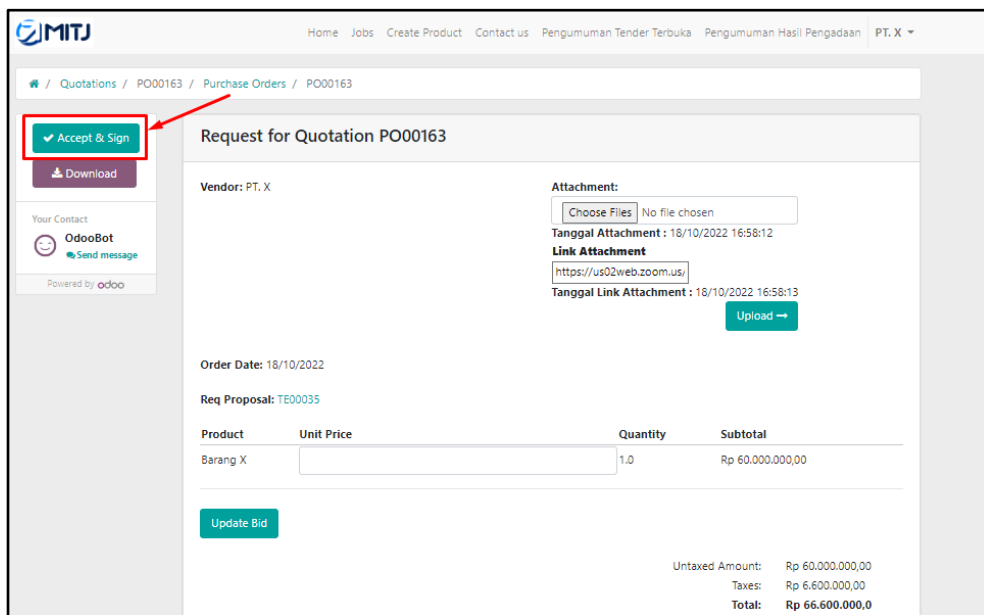 MITJ
Home Jobs Create Product Contact us Pengumuman Tender Terbuka Pengumuman Hasil Pengadaan PT. X
/ Quotations / PO00163 / Purchase Orders / PO00163
Accept & Sign
Download
Your Contact
OdooBot
Send message
Powered by odoo
Request for Quotation PO00163
Vendor: PT. X
Attachment:
Choose Files No file chosen
Tanggal Attachment : 18/10/2022 16:58:12
Link Attachment
https://us02web.zoom.us/
Tanggal Link Attachment : 18/10/2022 16:58:13
Upload
Order Date: 18/10/2022
Req Proposal: TE00035
Product Unit Price Quantity Subtotal
Barang X 1.0 Rp 60.000.000,00
Update Bid
Untaxed Amount: Rp 60.000.000,00
Taxes: Rp 6.600.000,00
Total: Rp 66.600.000,0